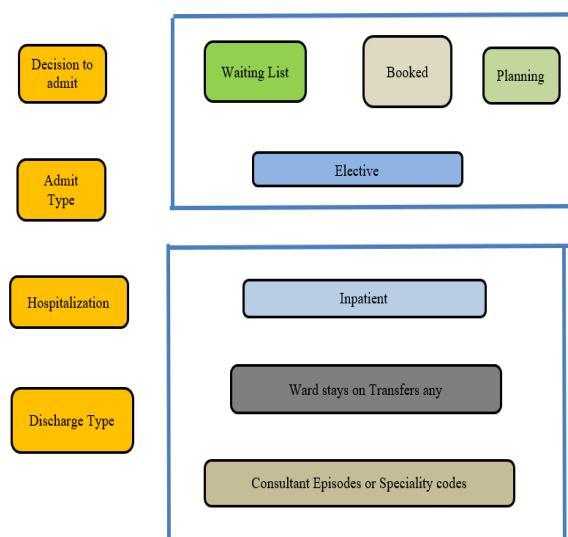 Decision to
admit
Waiting List
Booked
Planning
Admit
Type
Elective
Hospitalization
Inpatient
Discharge Type
Ward stays on Transfers any
Consultant Episodes or Speciality codes